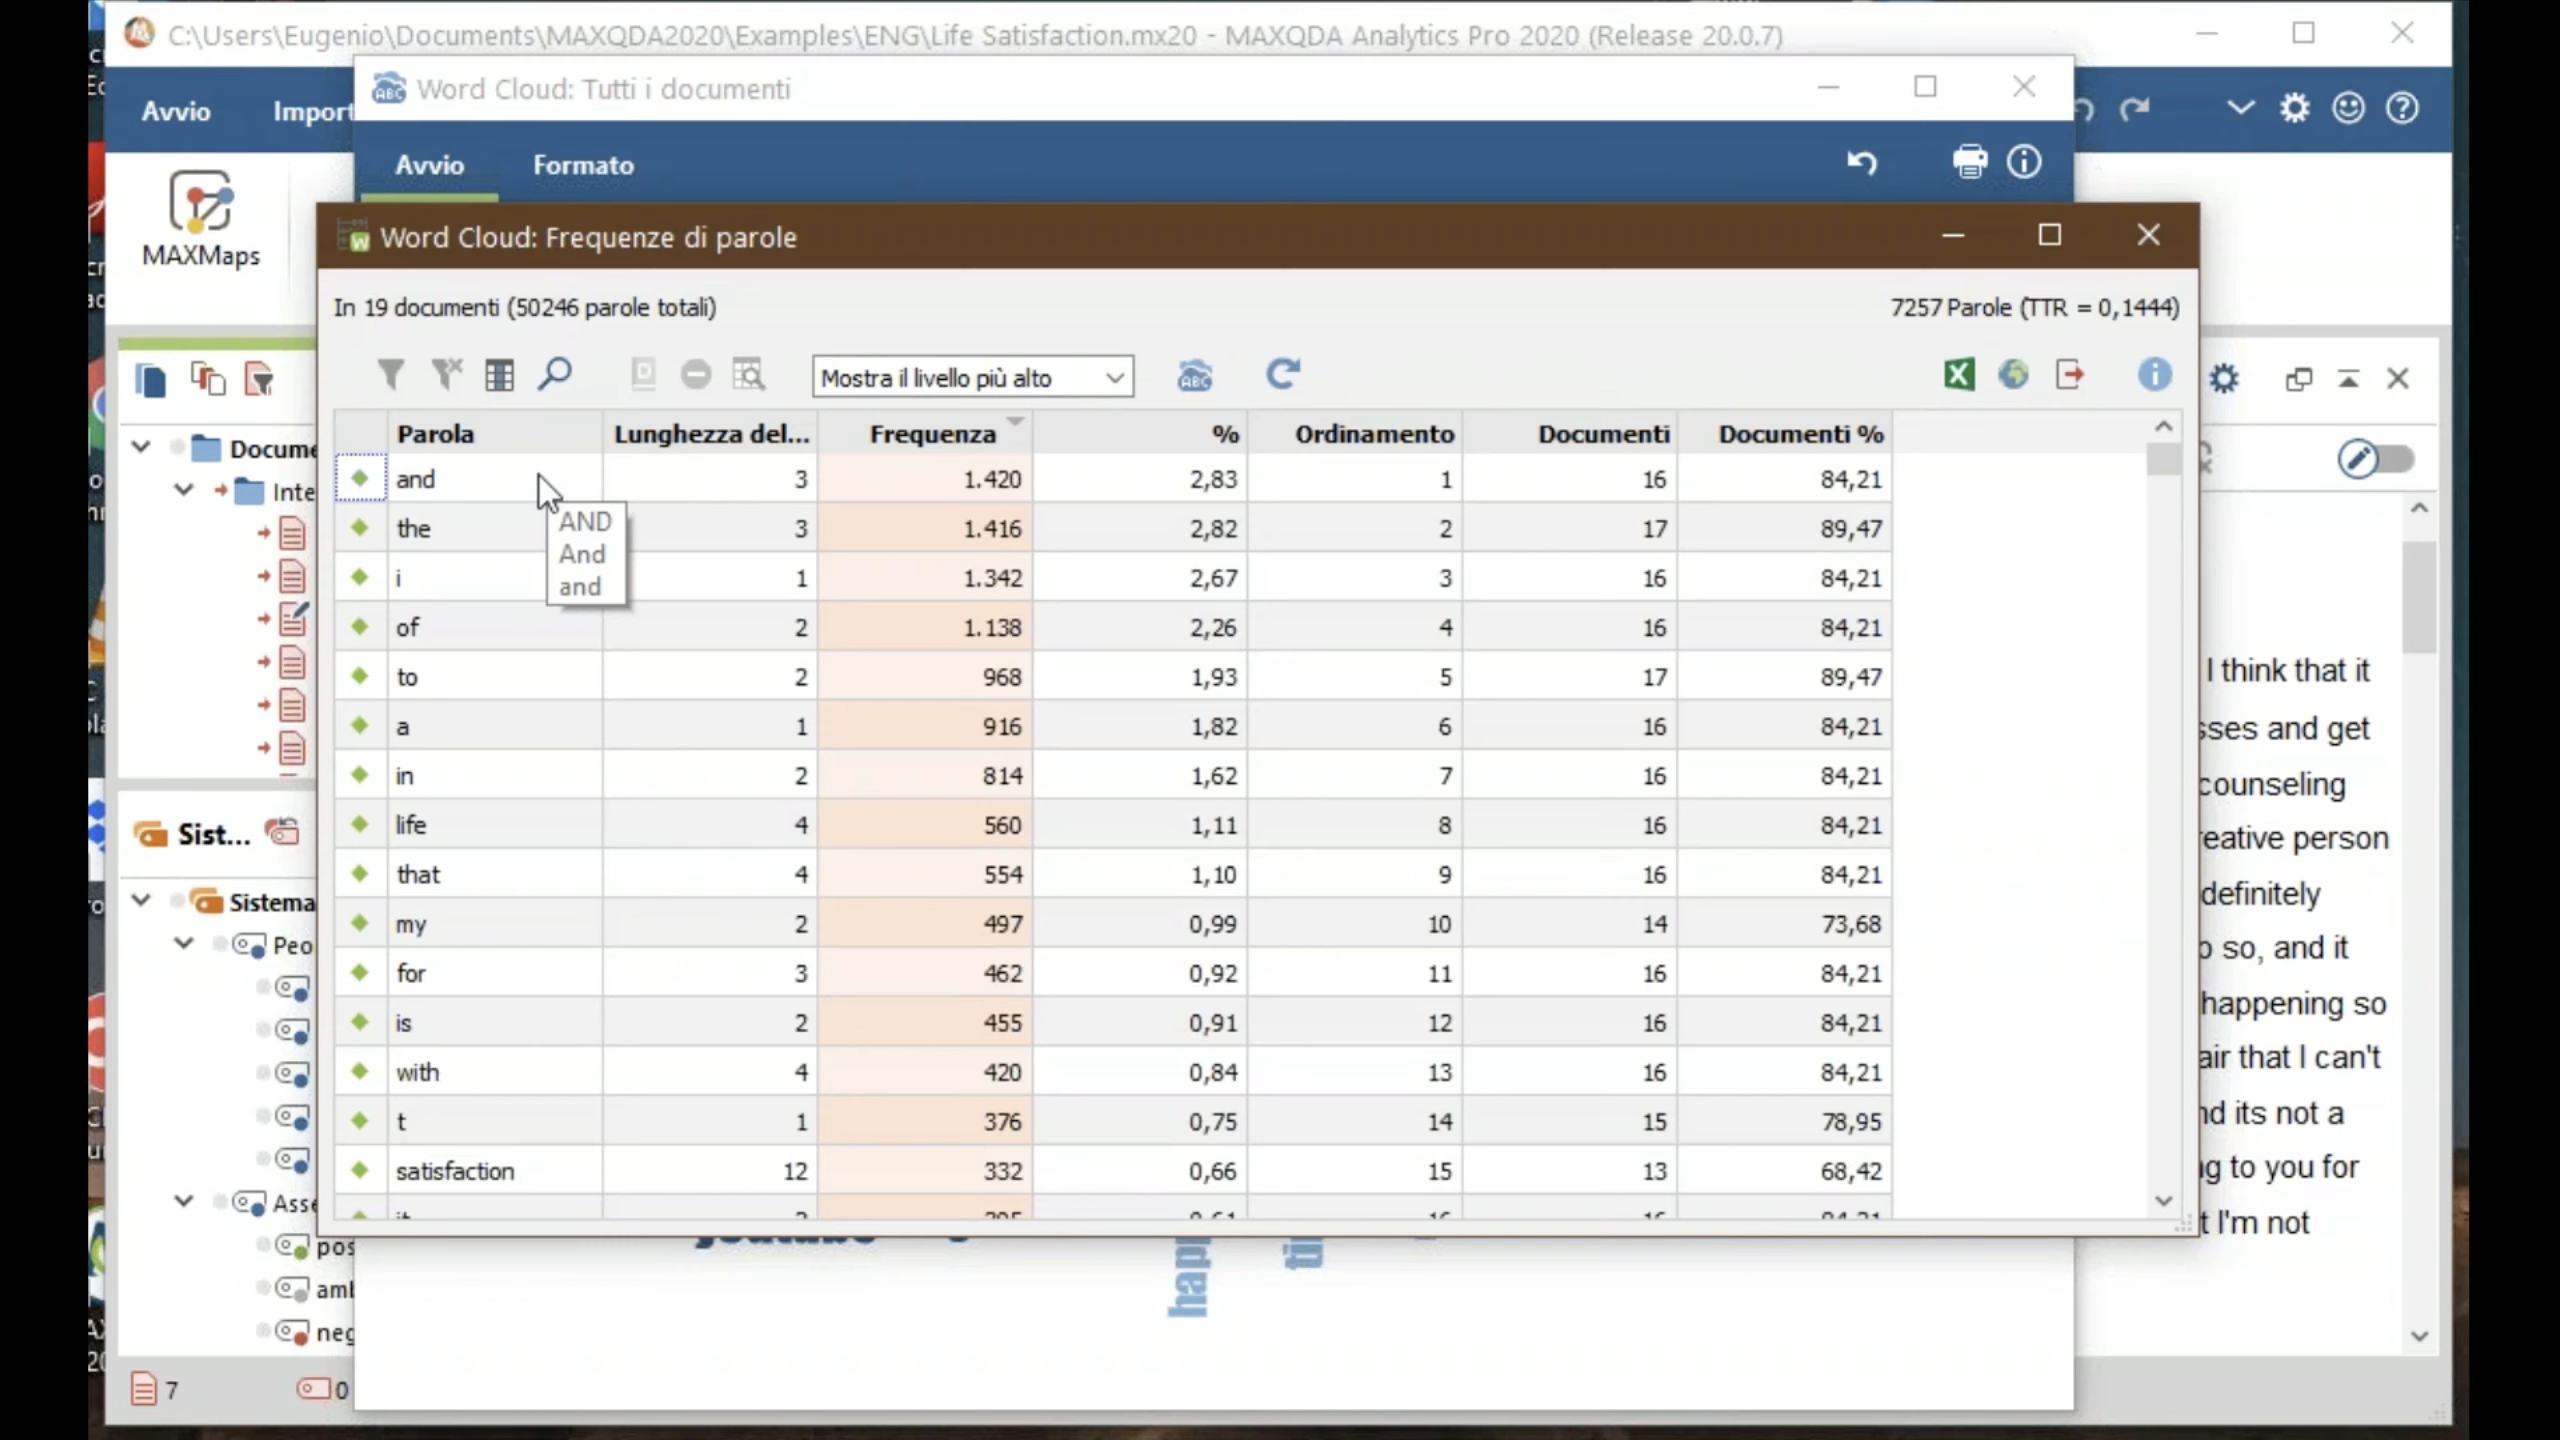 C:\Users\Eugenio\Documents\MAXQDA2020\Examples\ENG\Life Satisfaction.mx20 - MAXQDA Analytics Pro 2020 (Release 20.0.7)
Word Cloud: Tutti i documenti
Avvio Import
Avvio Formato
MAXMaps
Word Cloud: Frequenze di parole
In 19 documenti (50246 parole totali) 7257 Parole (TTR = 0,1444)
Mostra il livello più alto
Parola Lunghezza del... Frequenza % Ordinamento Documenti Documenti %
and 3 1.420 2,83 1 16 84,21
AND
And
and
the 3 1.416 2,82 2 17 89,47
i 1 1.342 2,67 3 16 84,21
of 2 1.138 2,26 4 16 84,21
to 2 968 1,93 5 17 89,47
a 1 916 1,82 6 16 84,21
in 2 814 1,62 7 16 84,21
life 4 560 1,11 8 16 84,21
that 4 554 1,10 9 16 84,21
my 2 497 0,99 10 14 73,68
for 3 462 0,92 11 16 84,21
is 2 455 0,91 12 16 84,21
with 4 420 0,84 13 16 84,21
t 1 376 0,75 14 15 78,95
satisfaction 12 332 0,66 15 13 68,42
Docume
Inte
Sist...
Sistema
Peo
Asse
pos
amb
neg
7 0
I think that it
sses and get
counseling
reative person
definitely
so, and it
happening so
air that I can't
nd its not a
ng to you for
t I'm not
happ